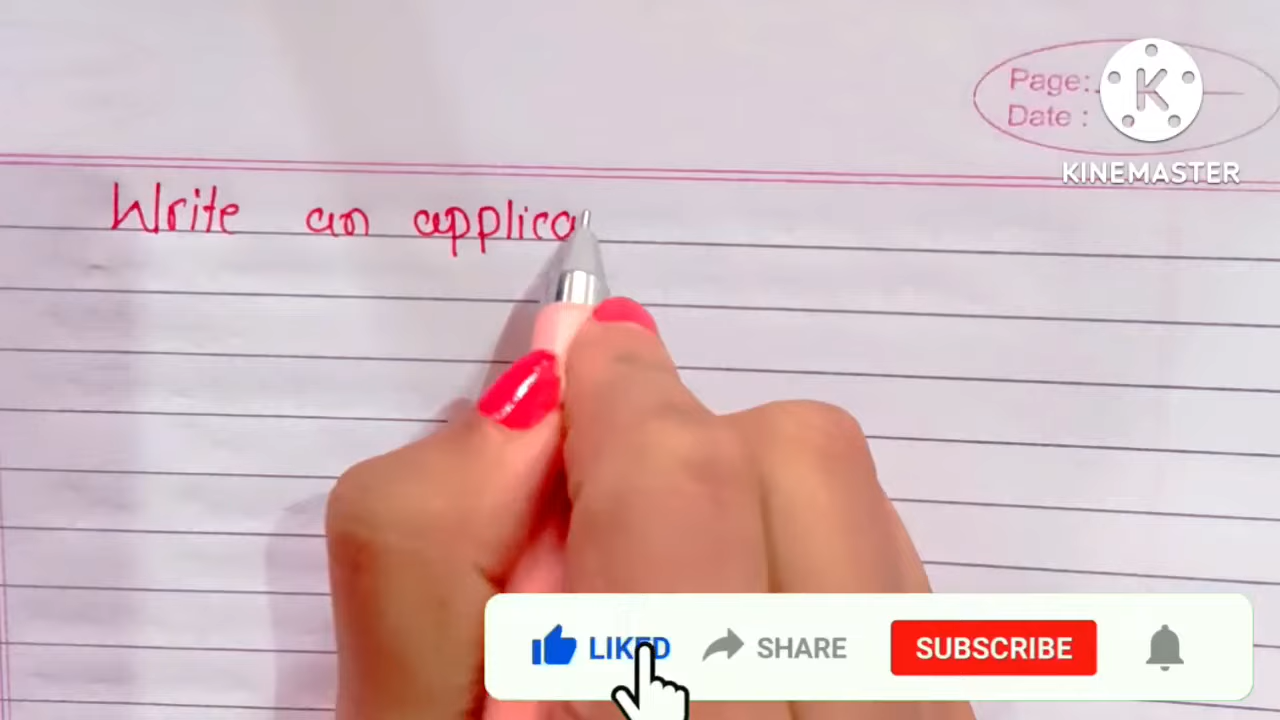 Page:
Date :
KINEMASTER
Write an applica
LIKED SHARE SUBSCRIBE